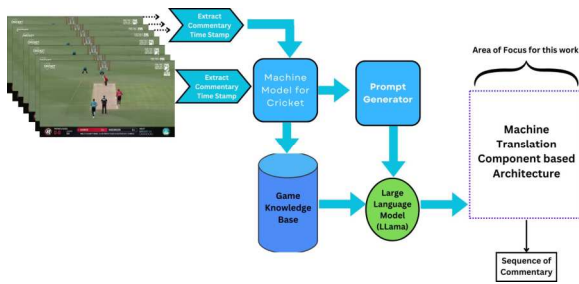 Extract
Commentary
Time Stamp
Extract
Commentary
Time Stamp
Machine
Model for
Cricket
Prompt
Generator
Game
Knowledge
Base
Large
Language
Model
(LLama)
Area of Focus for this work
Machine
Translation
Component based
Architecture
Sequence of
Commentary